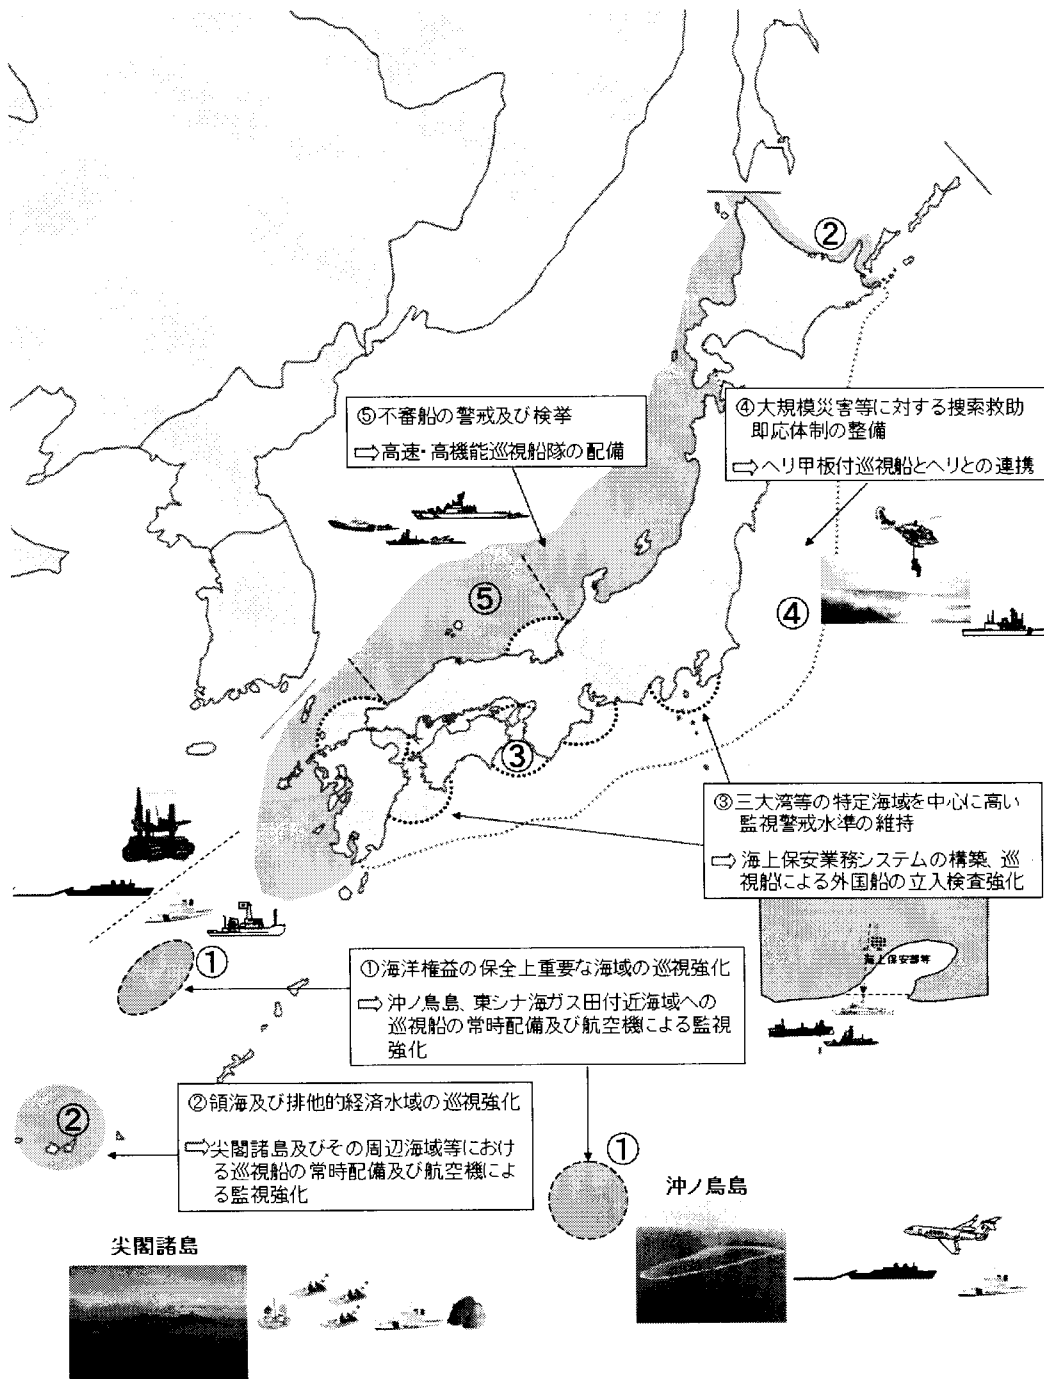 ②
⑤不審船の警戒及び検挙
⇨高速・高機能巡視船隊の配備
④大規模災害等に対する捜索救助
即応体制の整備
⇨ヘリ甲板付巡視船とヘリとの連携
⑤
④
③
③三大湾等の特定海域を中心に高い
監視警戒水準の維持
⇨海上保安業務システムの構築、巡
視船による外国船の立入検査強化
海上保安部等
①
①海洋権益の保全上重要な海域の巡視強化
⇨沖ノ鳥島、東シナ海ガス田付近海域への
巡視船の常時配備及び航空機による監視
強化
②
②領海及び排他的経済水域の巡視強化
⇨尖閣諸島及びその周辺海域等におけ
る巡視船の常時配備及び航空機によ
る監視強化
①
沖ノ鳥島
尖閣諸島